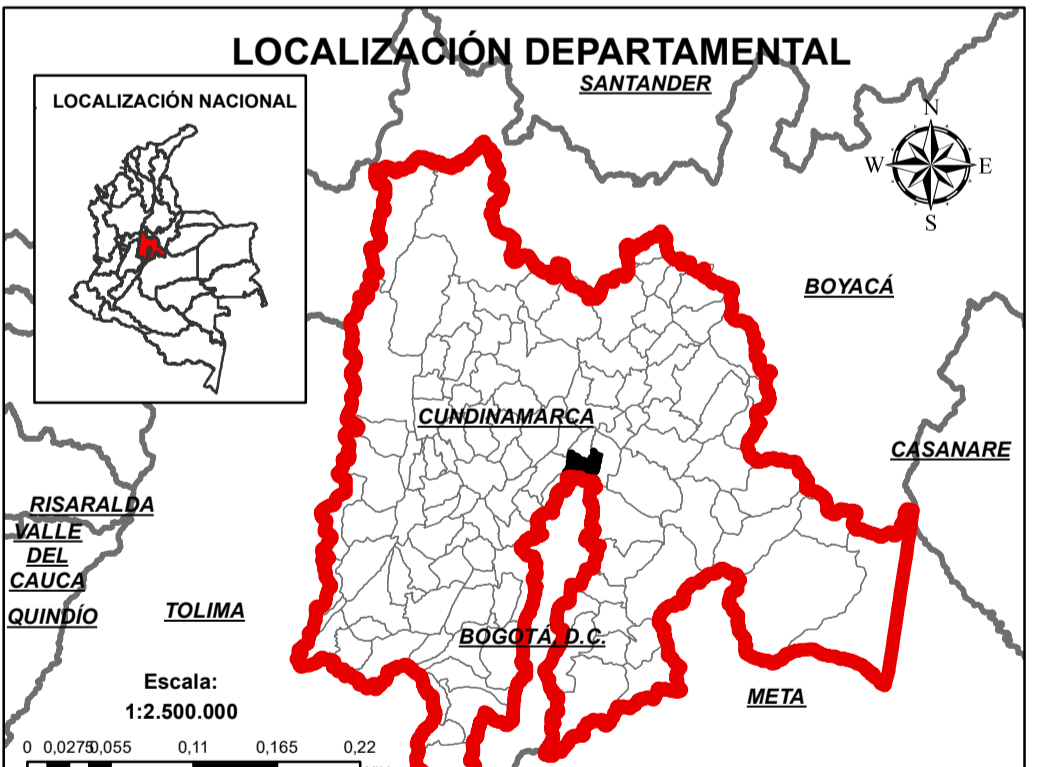 LOCALIZACIÓN DEPARTAMENTAL
SANTANDER
LOCALIZACIÓN NACIONAL
N
W
E
S
BOYACÁ
CUNDINAMARCA
CASANARE
RISARALDA
VALLE
DEL
CAUCA
QUINDÍO
TOLIMA
BOGOTÁ, D.C.
META
Escala:
1:2.500.000
0 0,0275 0,055 0,11 0,165 0,22